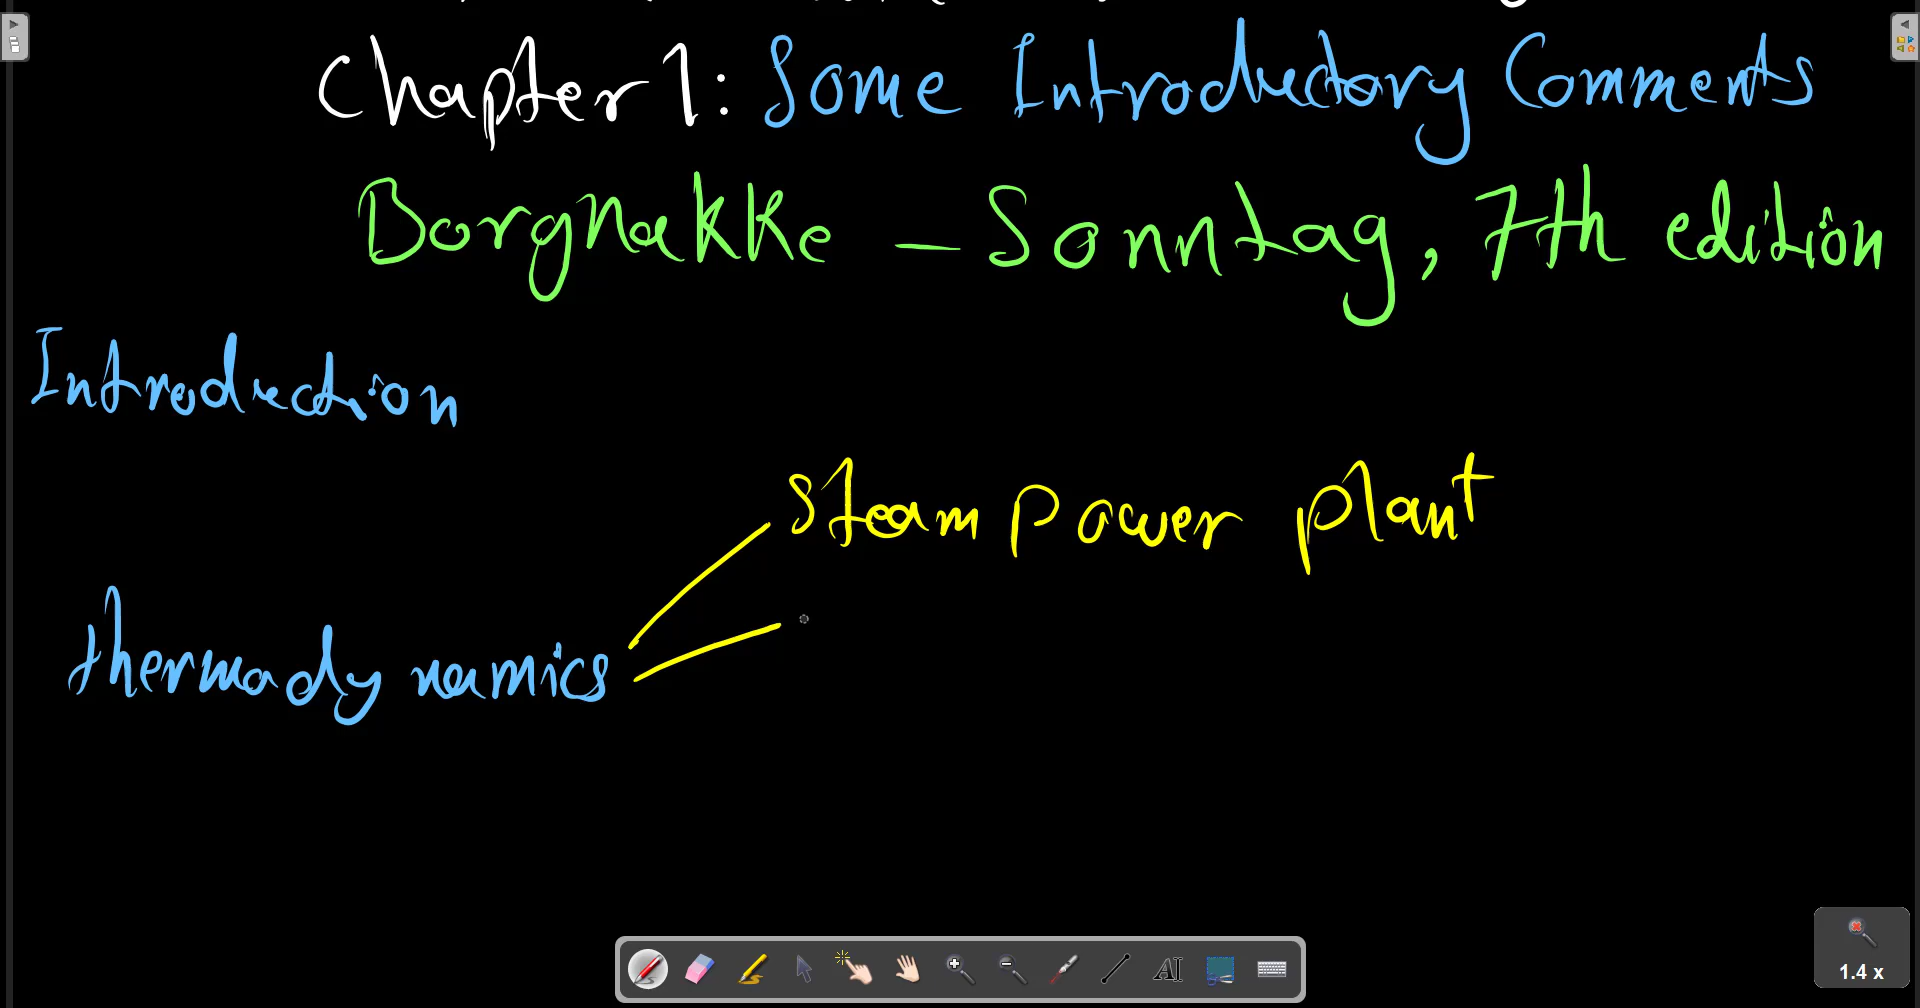 Chapter 1: Some Introductory Comments
Borgnakke - Sonntag, 7th edition
Introduction
Steam Power plant
thermodynamics
1.4 x